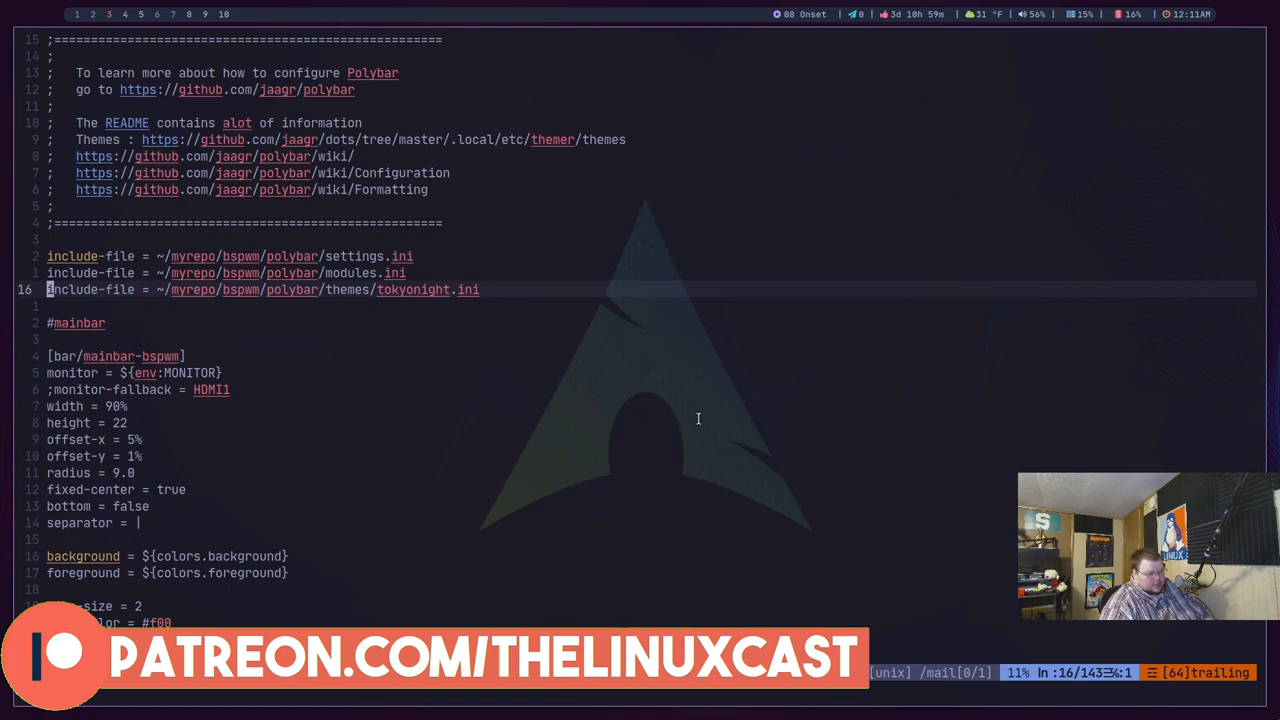 1 2 3 4 5 6 7 8 9 10
88 Onset | 0 | 3d 10h 59m | 31 °F | 56% | 15% | 16% | 12:11AM
15 ;=====================================================
14 ;
13 ;   To learn more about how to configure Polybar
12 ;   go to https://github.com/jaagr/polybar
11 ;
10 ;   The README contains alot of information
9 ;   Themes : https://github.com/jaagr/dots/tree/master/.local/etc/themer/themes
8 ;   https://github.com/jaagr/polybar/wiki/
7 ;   https://github.com/jaagr/polybar/wiki/Configuration
6 ;   https://github.com/jaagr/polybar/wiki/Formatting
5 ;
4 ;=====================================================
3
2 include-file = ~/myrepo/bspwm/polybar/settings.ini
1 include-file = ~/myrepo/bspwm/polybar/modules.ini
16 include-file = ~/myrepo/bspwm/polybar/themes/tokyonight.ini
1
2 #mainbar
3
4 [bar/mainbar-bspwm]
5 monitor = ${env:MONITOR}
6 ;monitor-fallback = HDMI1
7 width = 90%
8 height = 22
9 offset-x = 5%
10 offset-y = 1%
11 radius = 9.0
12 fixed-center = true
13 bottom = false
14 separator = |
15
16 background = ${colors.background}
17 foreground = ${colors.foreground}
18
-size = 2
= #f00
LINUX
PATREON.COM/THELINUXCAST
[unix] /mail[0/1] 11% ln :16/143☰℅:1 ☲ [64]trailing